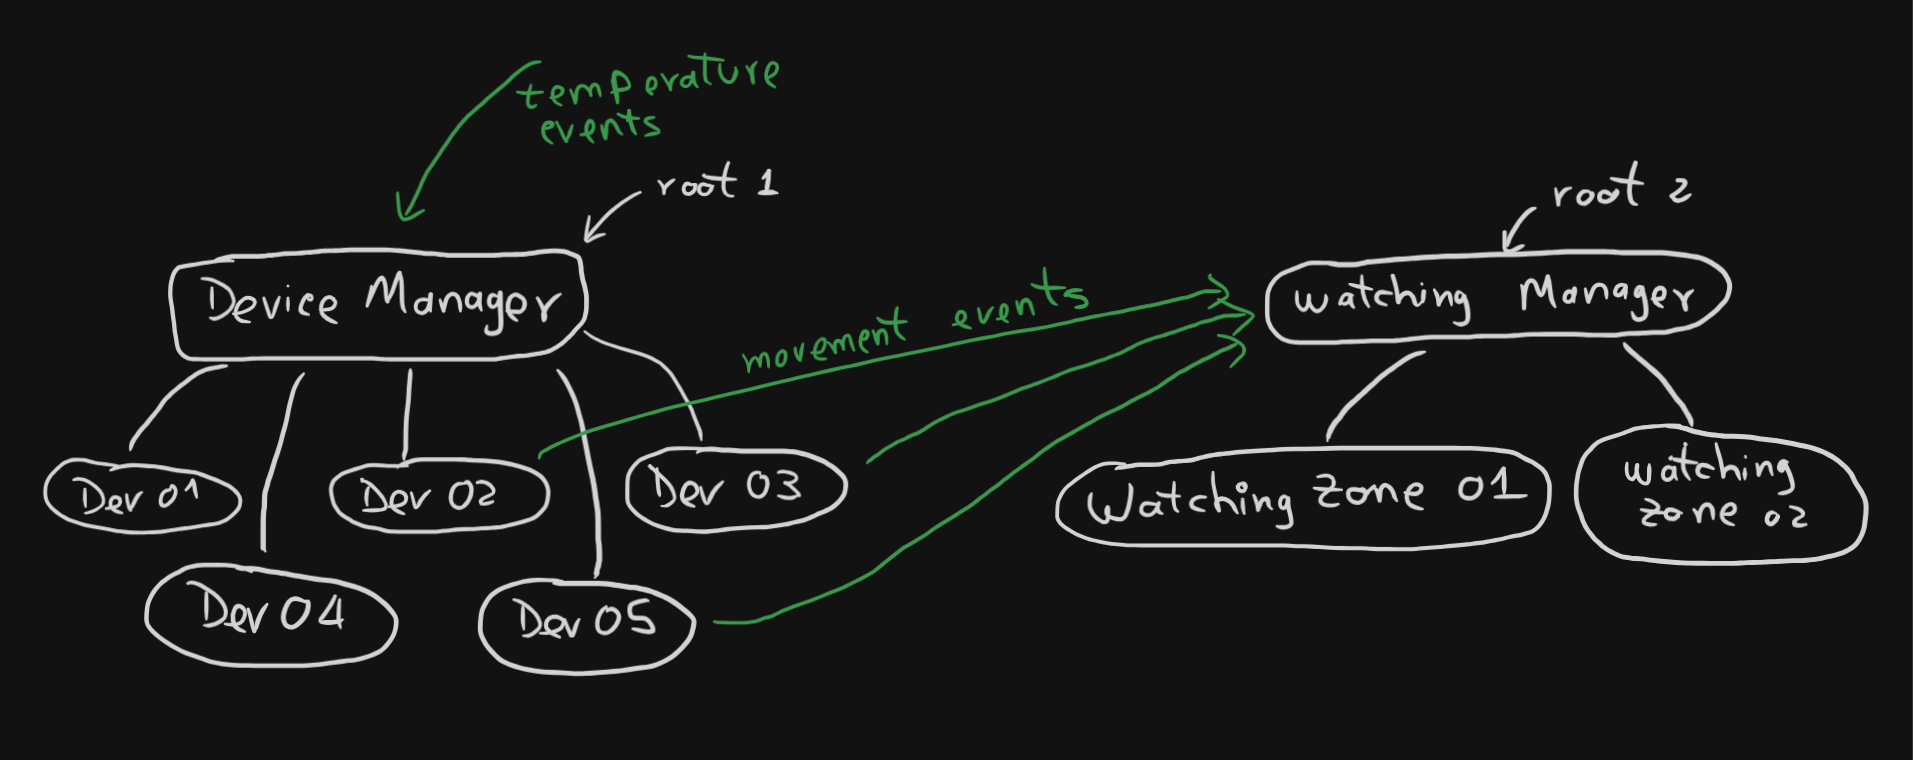 temperature
events
root 1
root 2
Device Manager
movement events
watching Manager
Dev 01
Dev 02
Dev 03
Watching Zone 01
watching
zone 02
Dev 04
Dev 05